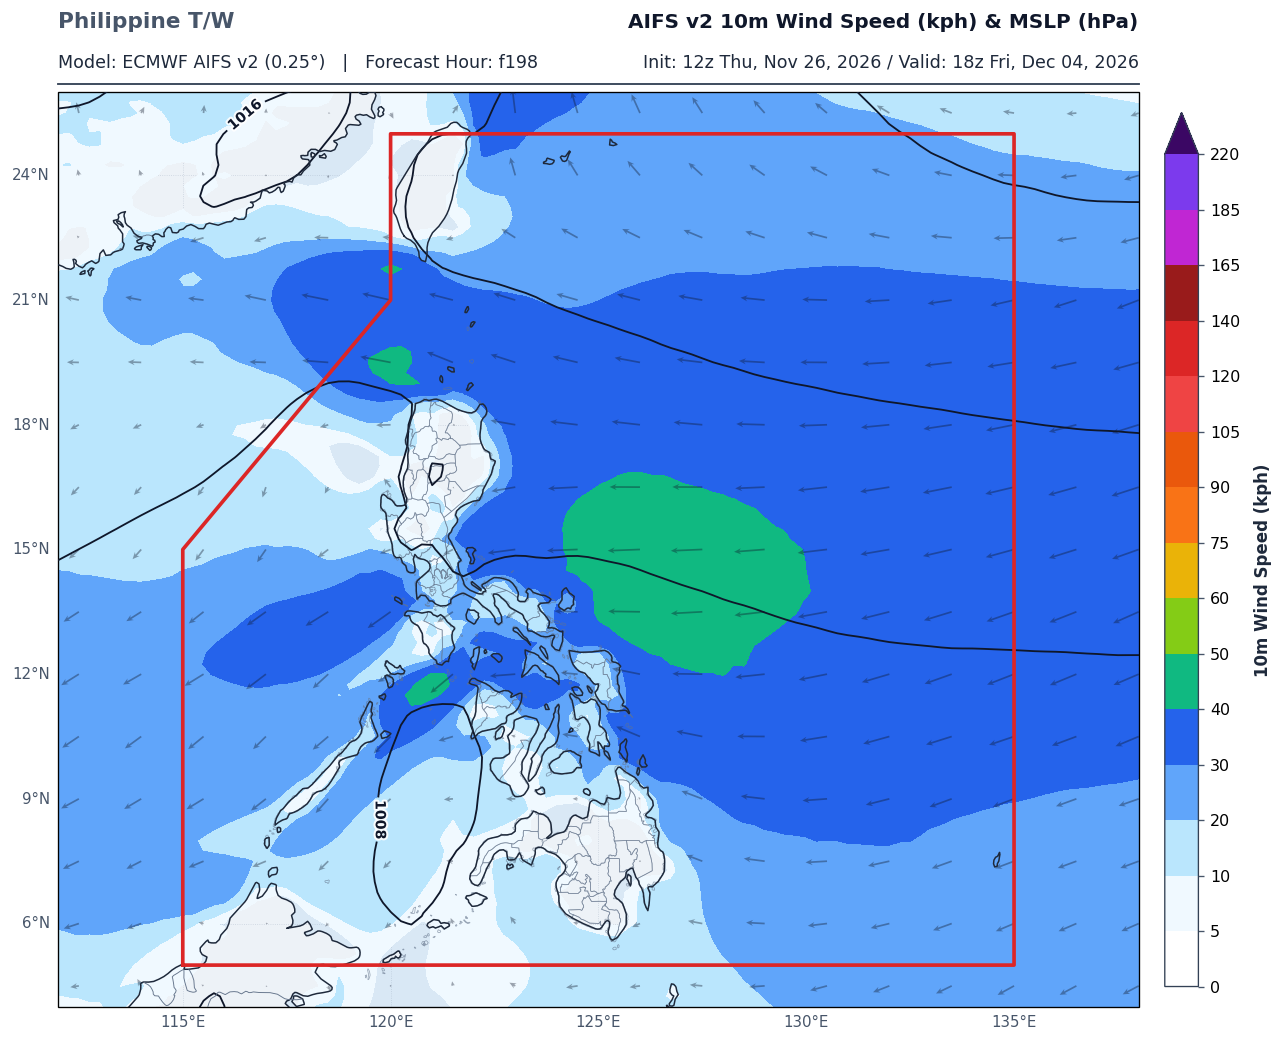 Philippine T/W
AIFS v2 10m Wind Speed (kph) & MSLP (hPa)
Model: ECMWF AIFS v2 (0.25°) | Forecast Hour: f198
Init: 12z Thu, Nov 26, 2026 / Valid: 18z Fri, Dec 04, 2026
1016
1008
24°N
21°N
18°N
15°N
12°N
9°N
6°N
115°E
120°E
125°E
130°E
135°E
220
185
165
140
120
105
90
75
60
50
40
30
20
10
5
0
10m Wind Speed (kph)